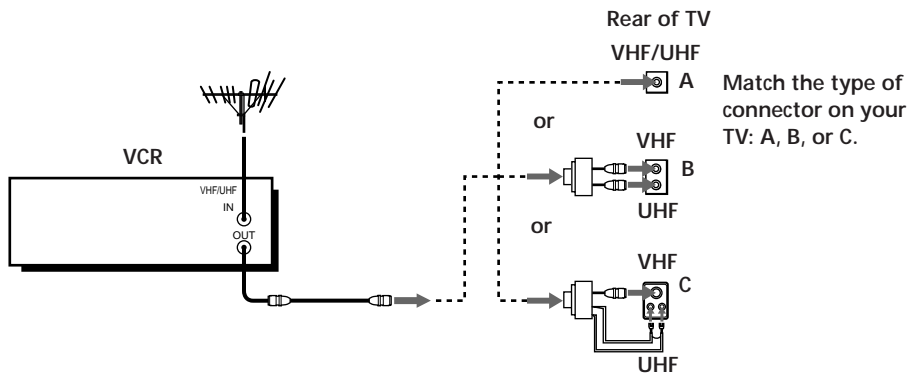 Rear of TV
VHF/UHF
A
Match the type of
connector on your
TV: A, B, or C.
or
VHF
B
UHF
VCR
VHF/UHF
IN
OUT
or
VHF
C
UHF